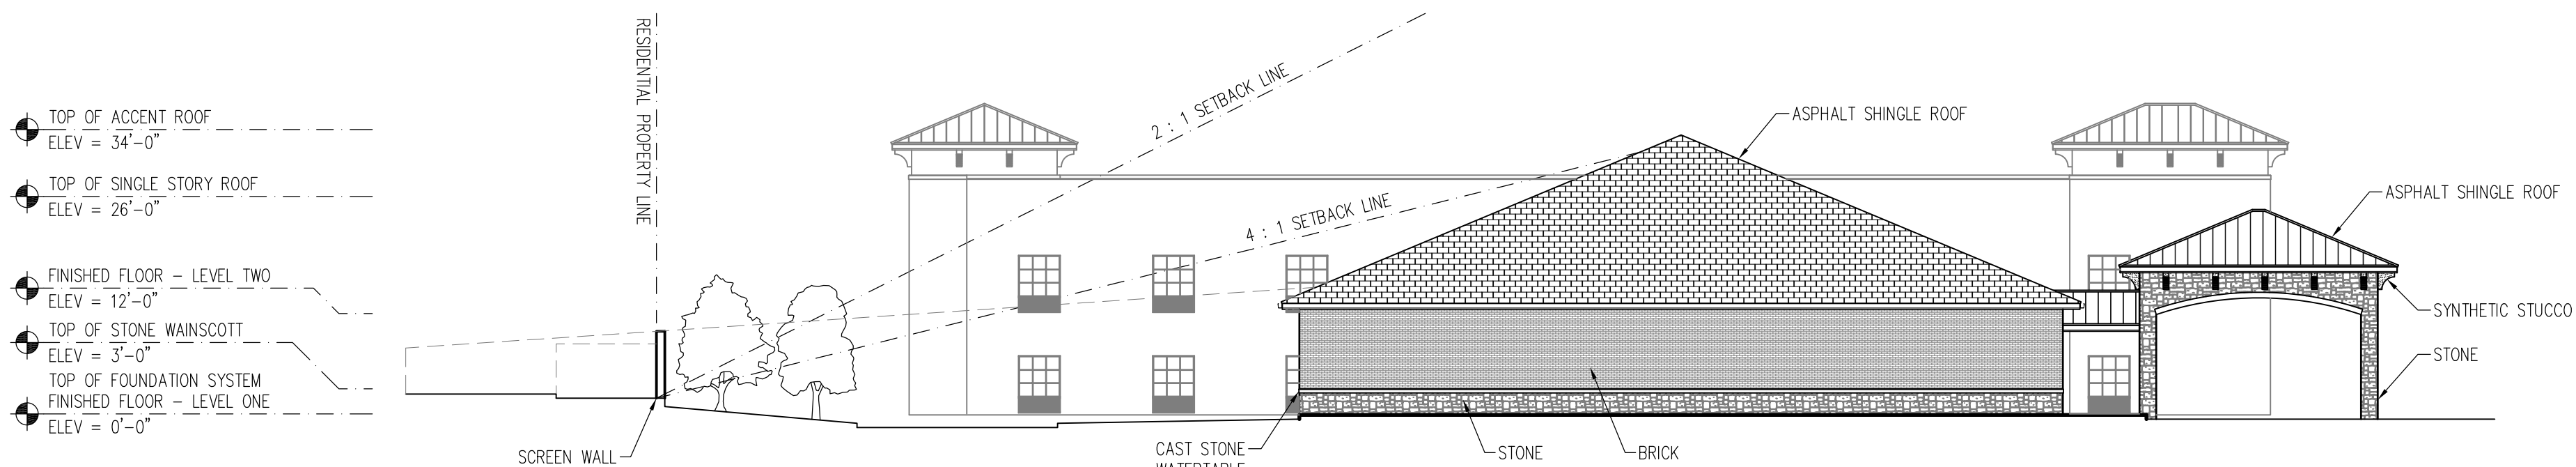 RESIDENTIAL PROPERTY LINE
2 : 1 SETBACK LINE
ASPHALT SHINGLE ROOF
TOP OF ACCENT ROOF
ELEV = 34'-0"
TOP OF SINGLE STORY ROOF
ELEV = 26'-0"
4 : 1 SETBACK LINE
ASPHALT SHINGLE ROOF
FINISHED FLOOR - LEVEL TWO
ELEV = 12'-0"
SYNTHETIC STUCCO
TOP OF STONE WAINSCOTT
ELEV = 3'-0"
STONE
TOP OF FOUNDATION SYSTEM
FINISHED FLOOR - LEVEL ONE
ELEV = 0'-0"
SCREEN WALL
CAST STONE
WATERTABLE
STONE
BRICK